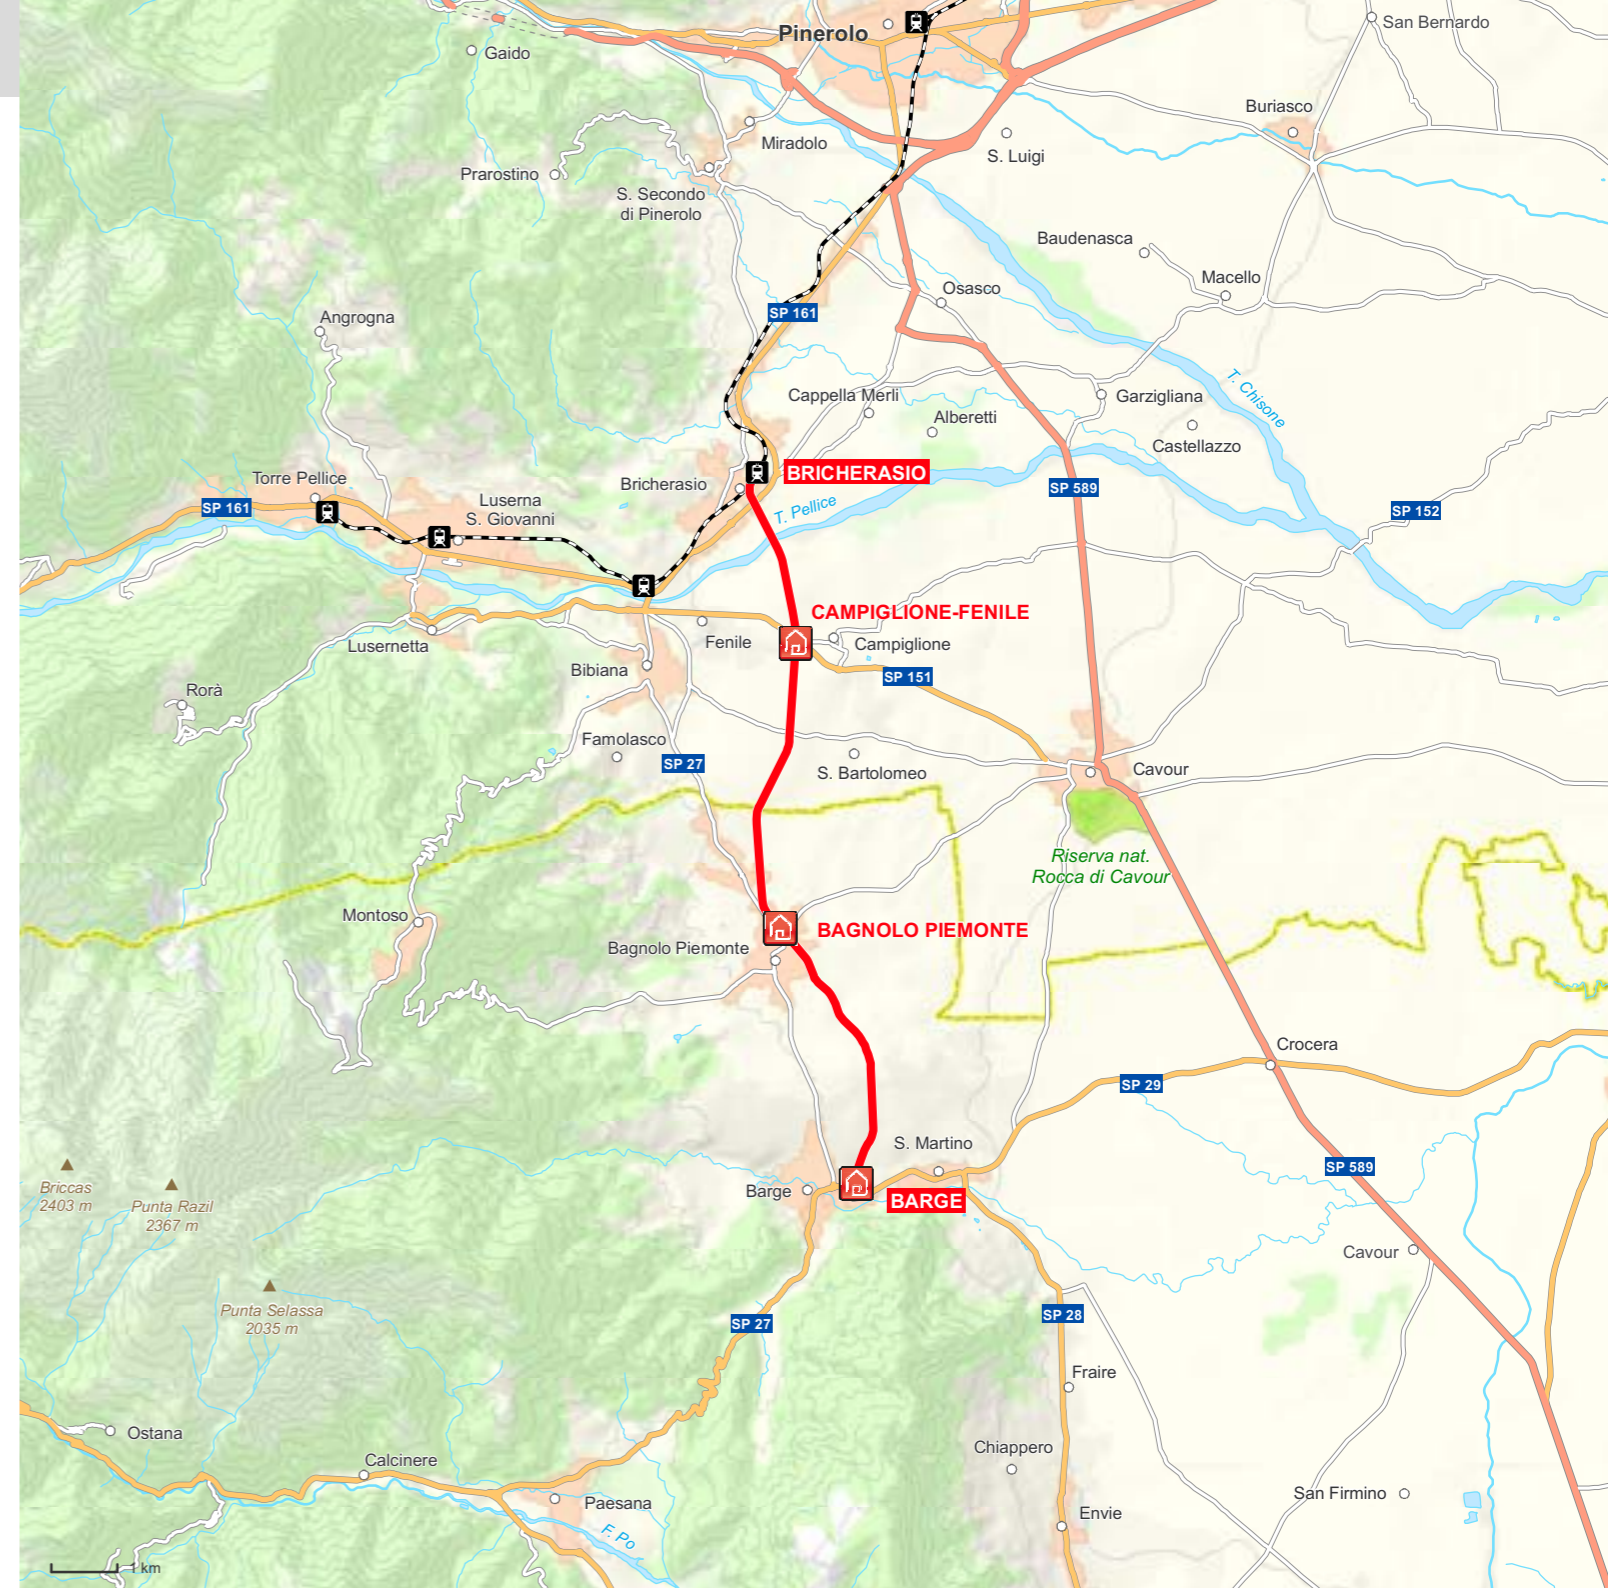 Pinerolo
San Bernardo
Gaido
Buriasco
Miradolo
S. Luigi
Prarostino
S. Secondo
di Pinerolo
Baudenasca
Macello
Osasco
SP 161
Angrogna
T. Chisone
Cappella Merli
Garzigliana
Alberetti
Castellazzo
Torre Pellice
Bricherasio
BRICHERASIO
SP 161
Luserna
S. Giovanni
T. Pellice
SP 589
SP 152
CAMPIGLIONE-FENILE
Lusernetta
Fenile
Campiglione
Bibiana
SP 151
Rorà
Famolasco
SP 27
S. Bartolomeo
Cavour
Riserva nat.
Rocca di Cavour
Montoso
BAGNOLO PIEMONTE
Bagnolo Piemonte
Crocera
SP 29
S. Martino
SP 589
Briccas
2403 m
Punta Razil
2367 m
Barge
BARGE
Cavour
Punta Selassa
2035 m
SP 27
SP 28
Fraire
Ostana
Calcinere
Chiappero
Paesana
San Firmino
Envie
F. Po
1 km